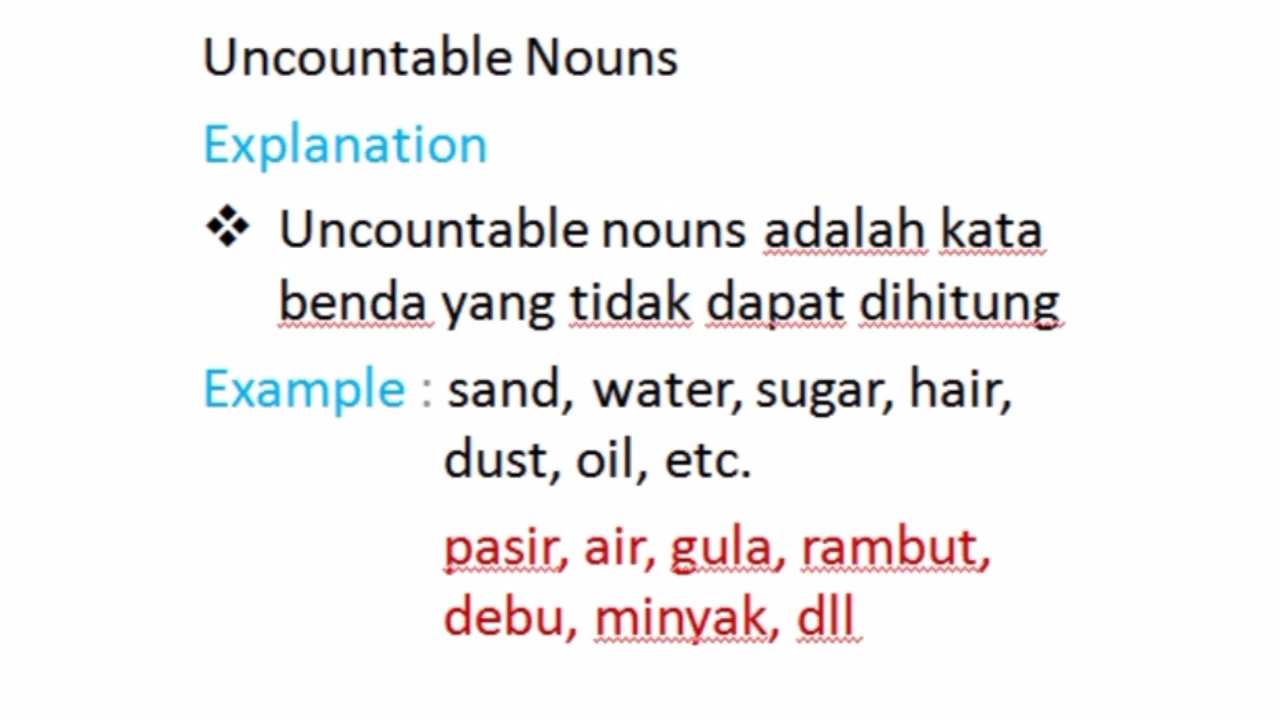 Uncountable Nouns
Explanation
❖ Uncountable nouns adalah kata
benda yang tidak dapat dihitung
Example : sand, water, sugar, hair,
dust, oil, etc.
pasir, air, gula, rambut,
debu, minyak, dll